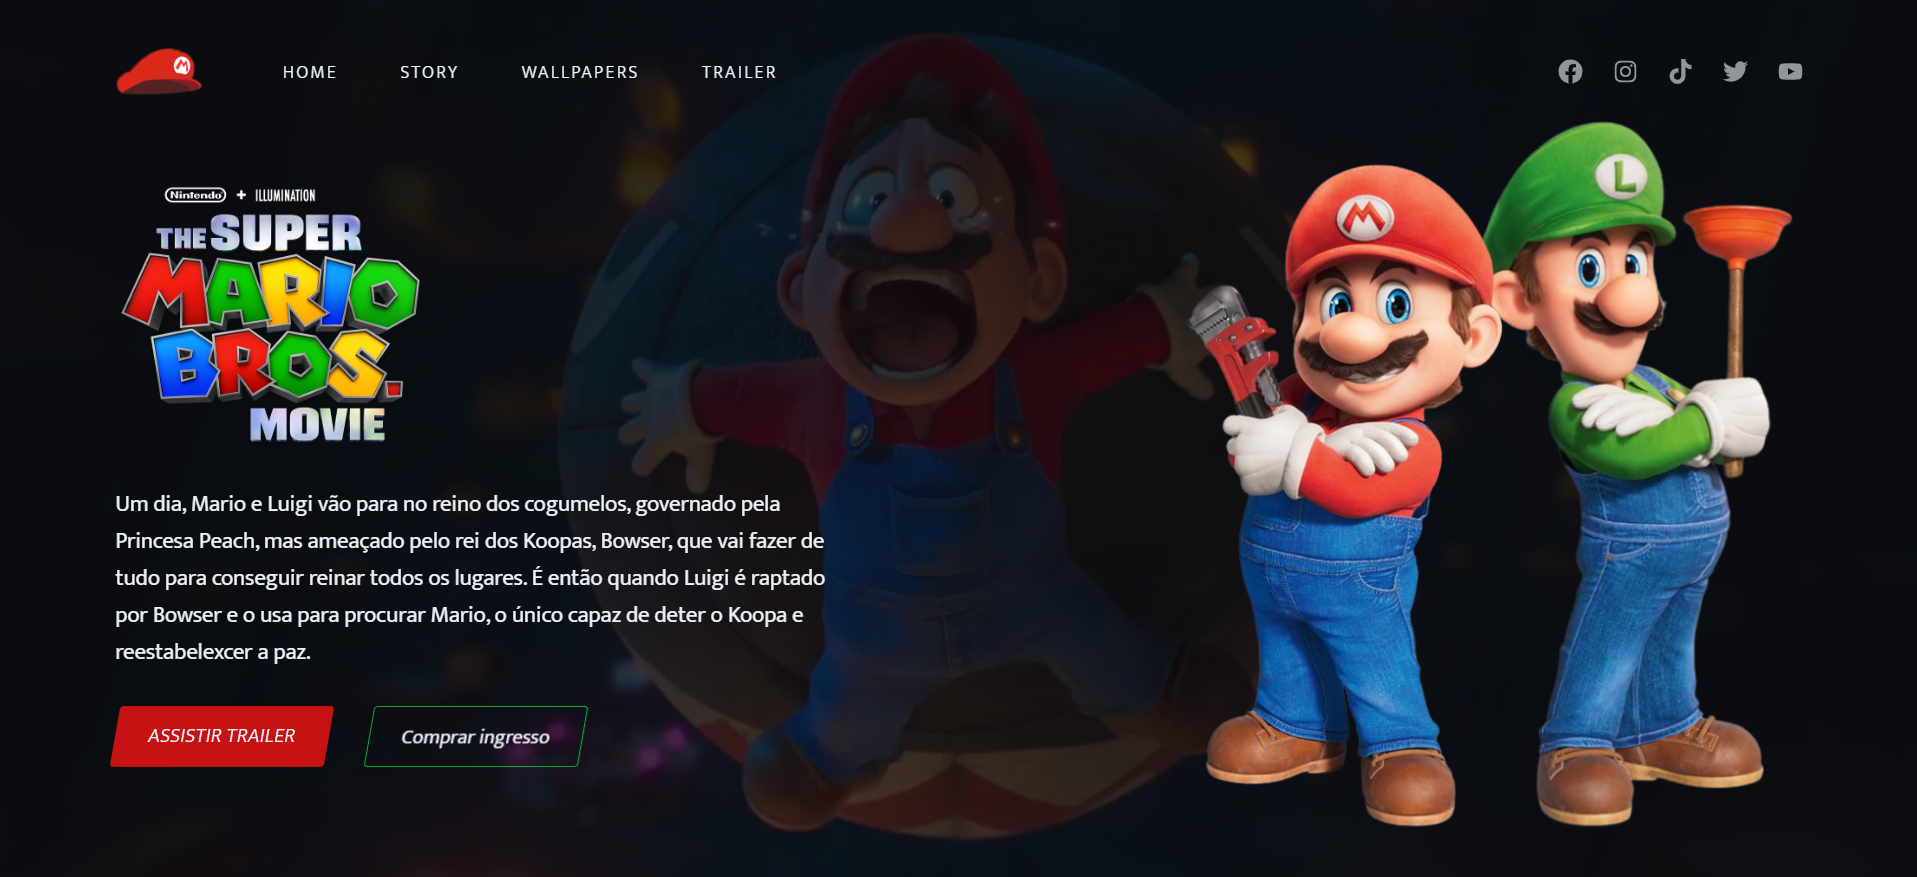 M
HOME STORY WALLPAPERS TRAILER
Nintendo + ILLUMINATION
THE SUPER
MARIO
BROS.
MOVIE
M
L
Um dia, Mario e Luigi vão para no reino dos cogumelos, governado pela
Princesa Peach, mas ameaçado pelo rei dos Koopas, Bowser, que vai fazer de
tudo para conseguir reinar todos os lugares. É então quando Luigi é raptado
por Bowser e o usa para procurar Mario, o único capaz de deter o Koopa e
reestabelexcer a paz.
ASSISTIR TRAILER
Comprar ingresso